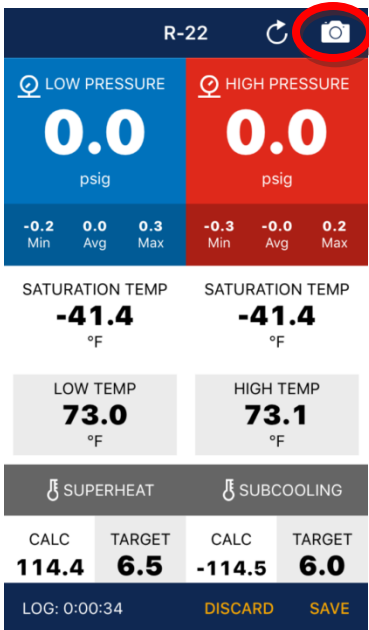 R-22
LOW PRESSURE HIGH PRESSURE
0.0 0.0
psig psig
-0.2 0.0 0.3 -0.3 -0.0 0.2
Min Avg Max Min Avg Max
SATURATION TEMP SATURATION TEMP
-41.4 -41.4
°F °F
LOW TEMP HIGH TEMP
73.0 73.1
°F °F
SUPERHEAT SUBCOOLING
CALC TARGET CALC TARGET
114.4 6.5 -114.5 6.0
LOG: 0:00:34 DISCARD SAVE